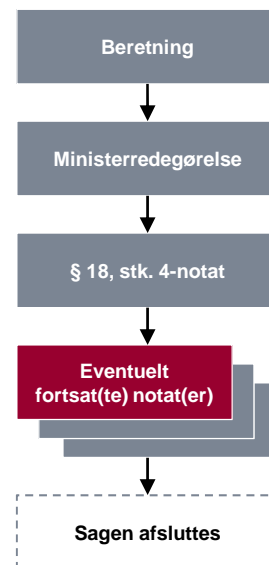 Beretning
Ministerredegørelse
§ 18, stk. 4-notat
Eventuelt
fortsat(te) notat(er)
Sagen afsluttes